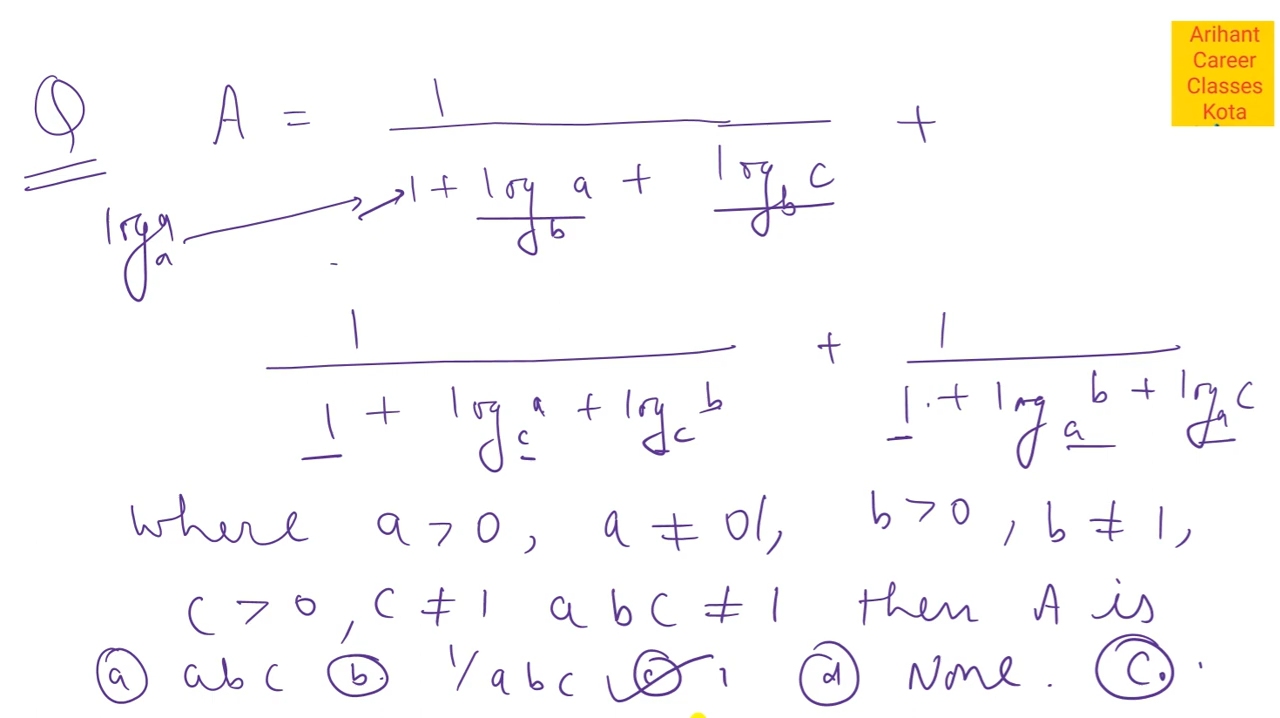 Arihant
Career
Classes
Kota
Q A = 1 / (1 + log_b a + log_b c) +
log_a a
1 / (1 + log_c a + log_c b) + 1 / (1 + log_a b + log_a c)
where a > 0, a ≠ 01, b > 0, b ≠ 1,
c > 0, c ≠ 1 abc ≠ 1 then A is
(a) abc (b.) 1/abc (c) 1 (d) None. (C.).